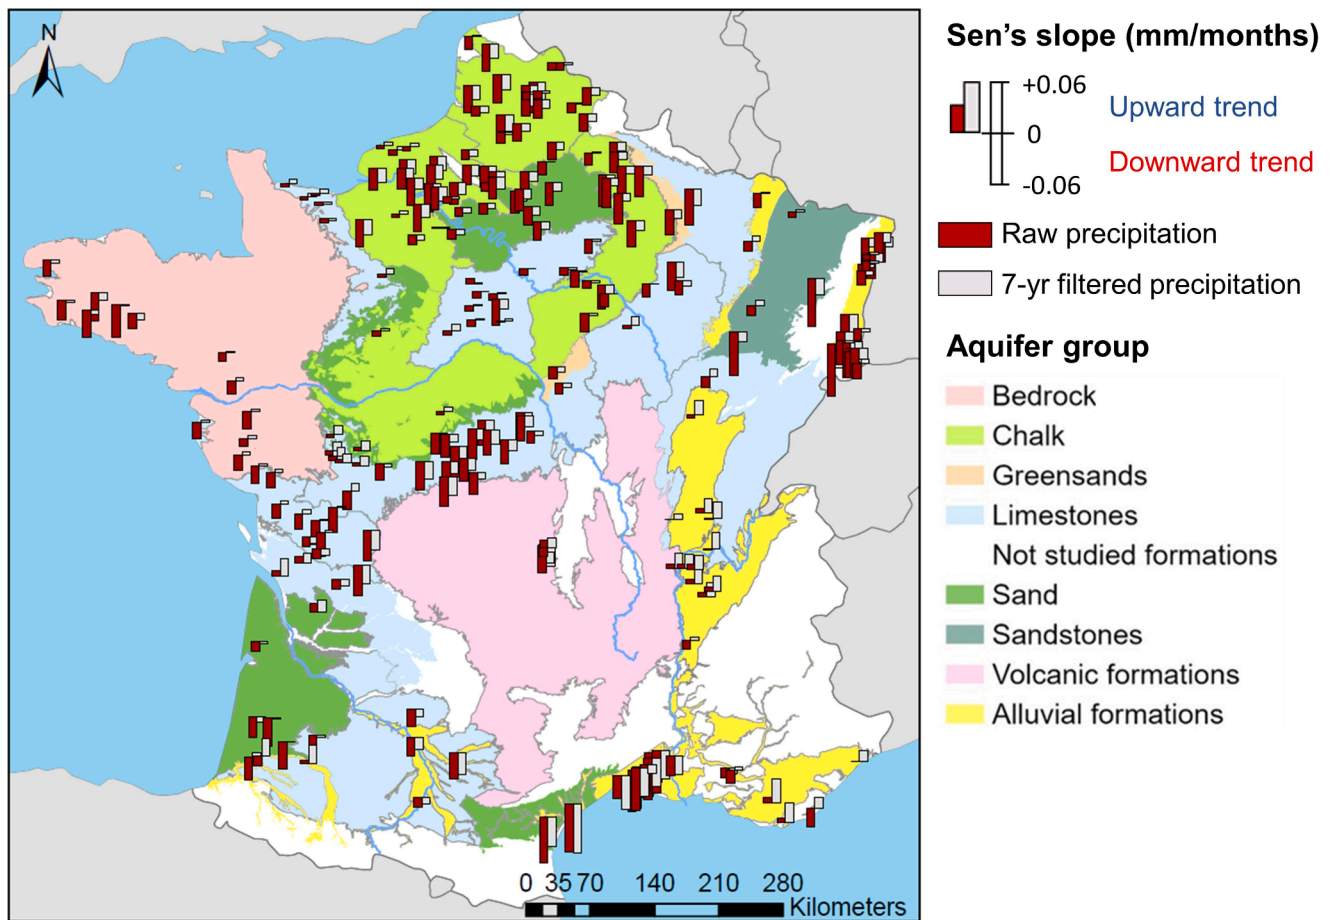 N
Sen’s slope (mm/months)
+0.06
Upward trend
0
Downward trend
-0.06
Raw precipitation
7-yr filtered precipitation
Aquifer group
Bedrock
Chalk
Greensands
Limestones
Not studied formations
Sand
Sandstones
Volcanic formations
Alluvial formations
0 35 70 140 210 280
Kilometers